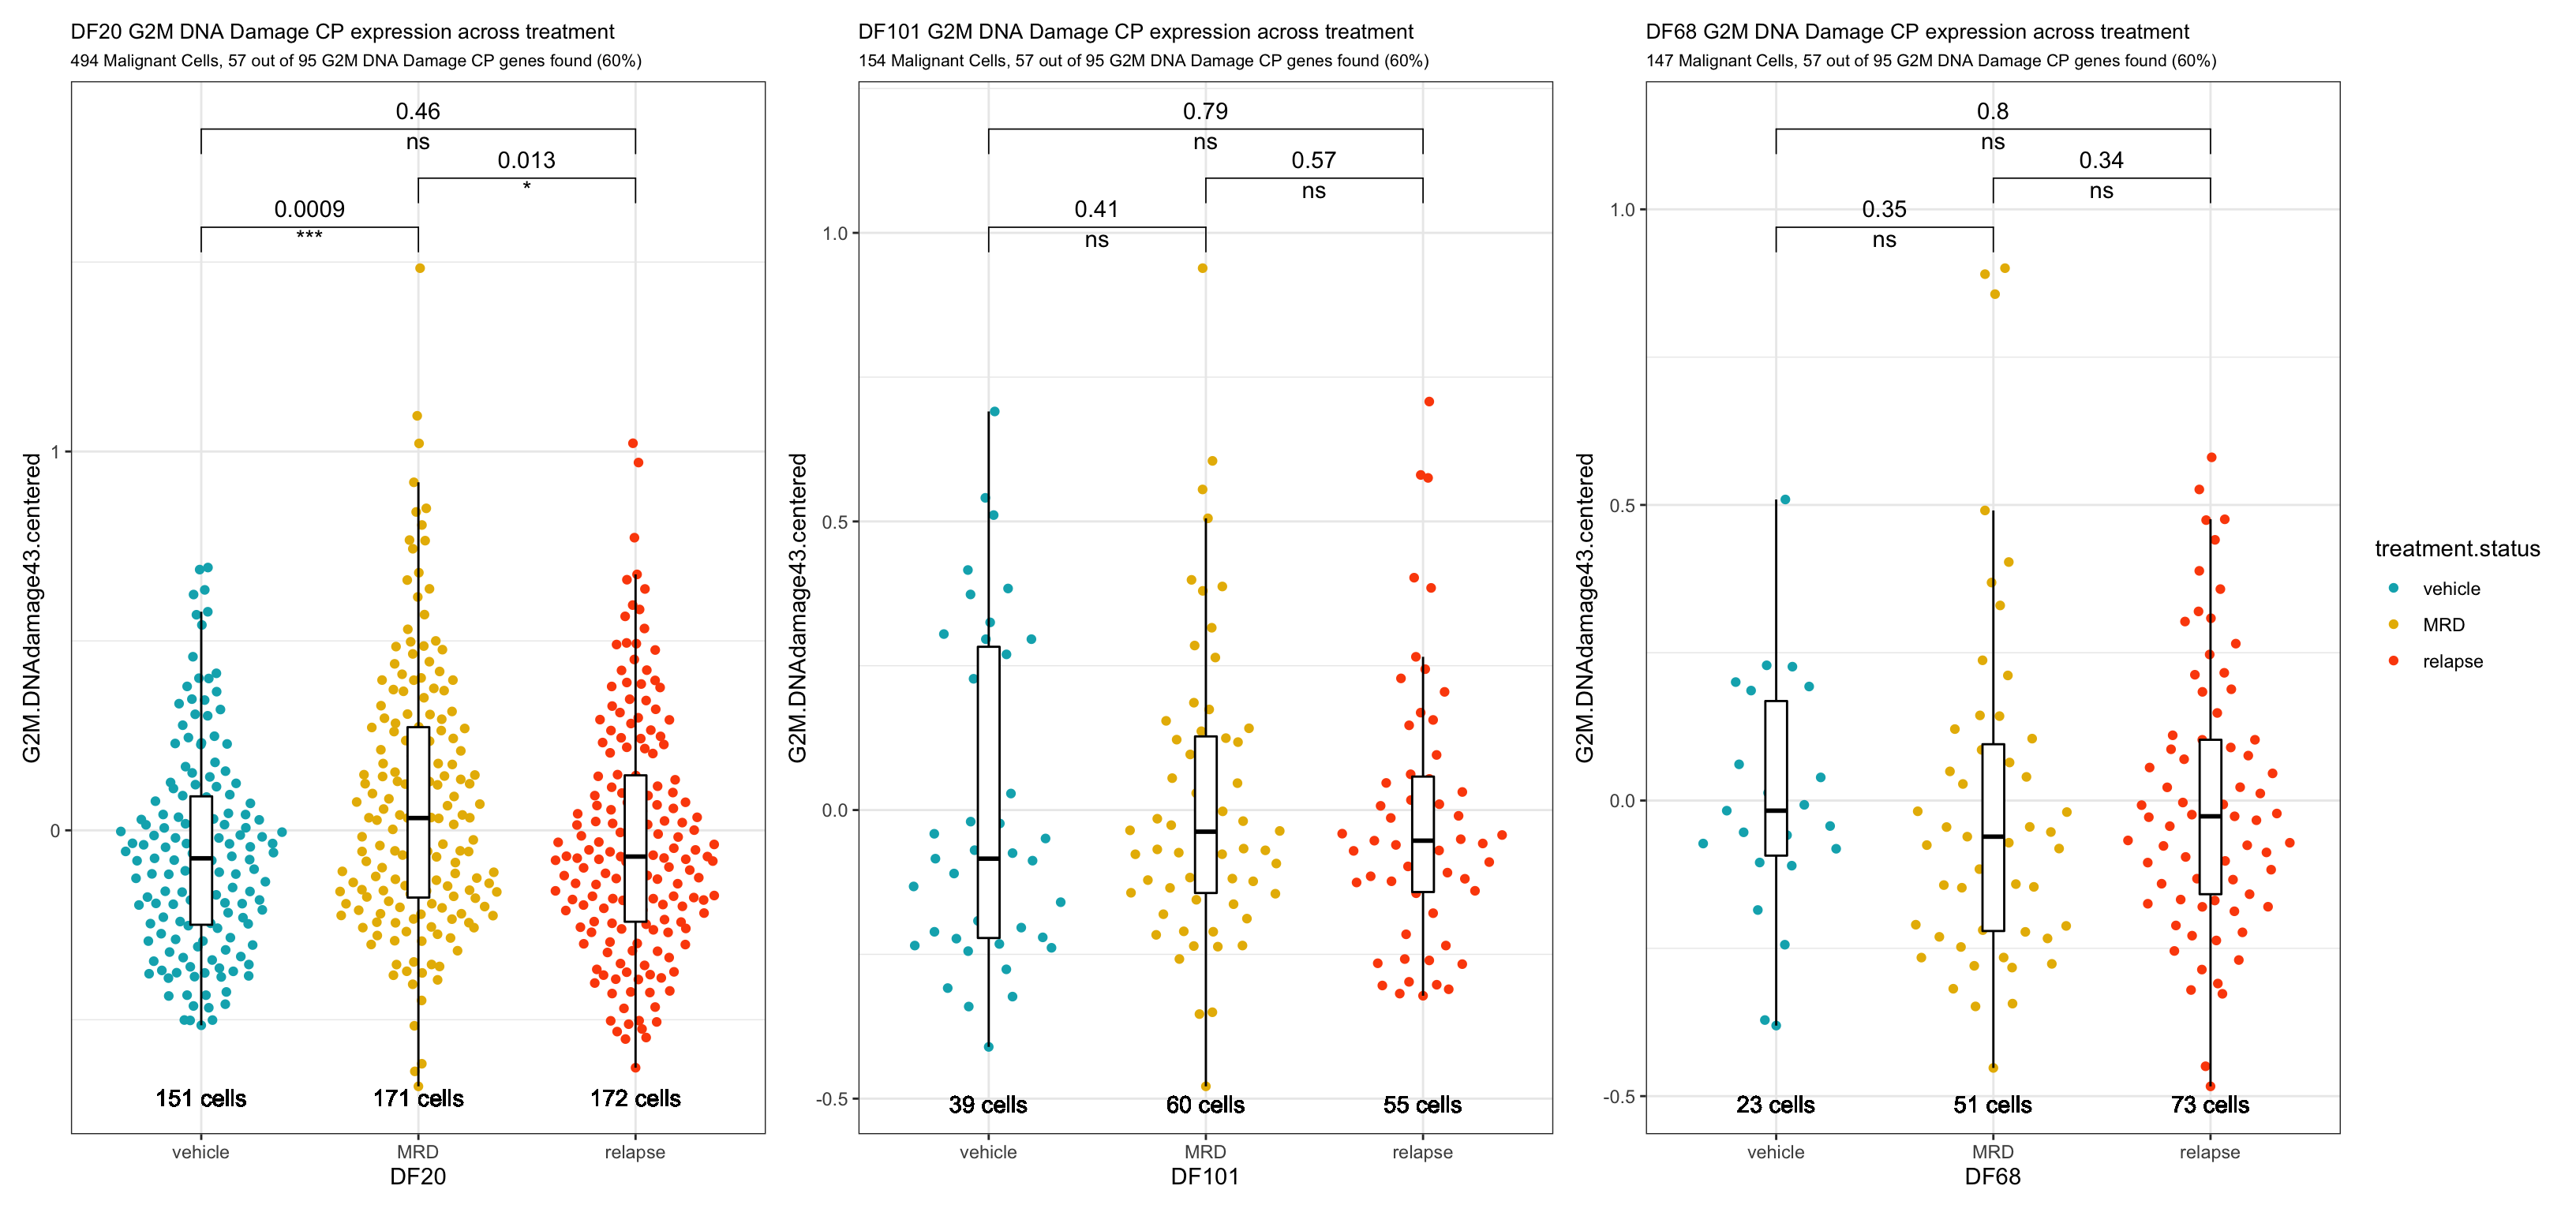 DF20 G2M DNA Damage CP expression across treatment
494 Malignant Cells, 57 out of 95 G2M DNA Damage CP genes found (60%)
0.46
ns
0.013
*
0.0009
***
1
0
G2M.DNAdamage43.centered
151 cells
171 cells
172 cells
vehicle
MRD
relapse
DF20
DF101 G2M DNA Damage CP expression across treatment
154 Malignant Cells, 57 out of 95 G2M DNA Damage CP genes found (60%)
0.79
ns
0.57
ns
0.41
ns
1.0
0.5
0.0
-0.5
G2M.DNAdamage43.centered
39 cells
60 cells
55 cells
vehicle
MRD
relapse
DF101
DF68 G2M DNA Damage CP expression across treatment
147 Malignant Cells, 57 out of 95 G2M DNA Damage CP genes found (60%)
0.8
ns
0.34
ns
0.35
ns
1.0
0.5
0.0
-0.5
G2M.DNAdamage43.centered
23 cells
51 cells
73 cells
vehicle
MRD
relapse
DF68
treatment.status
vehicle
MRD
relapse